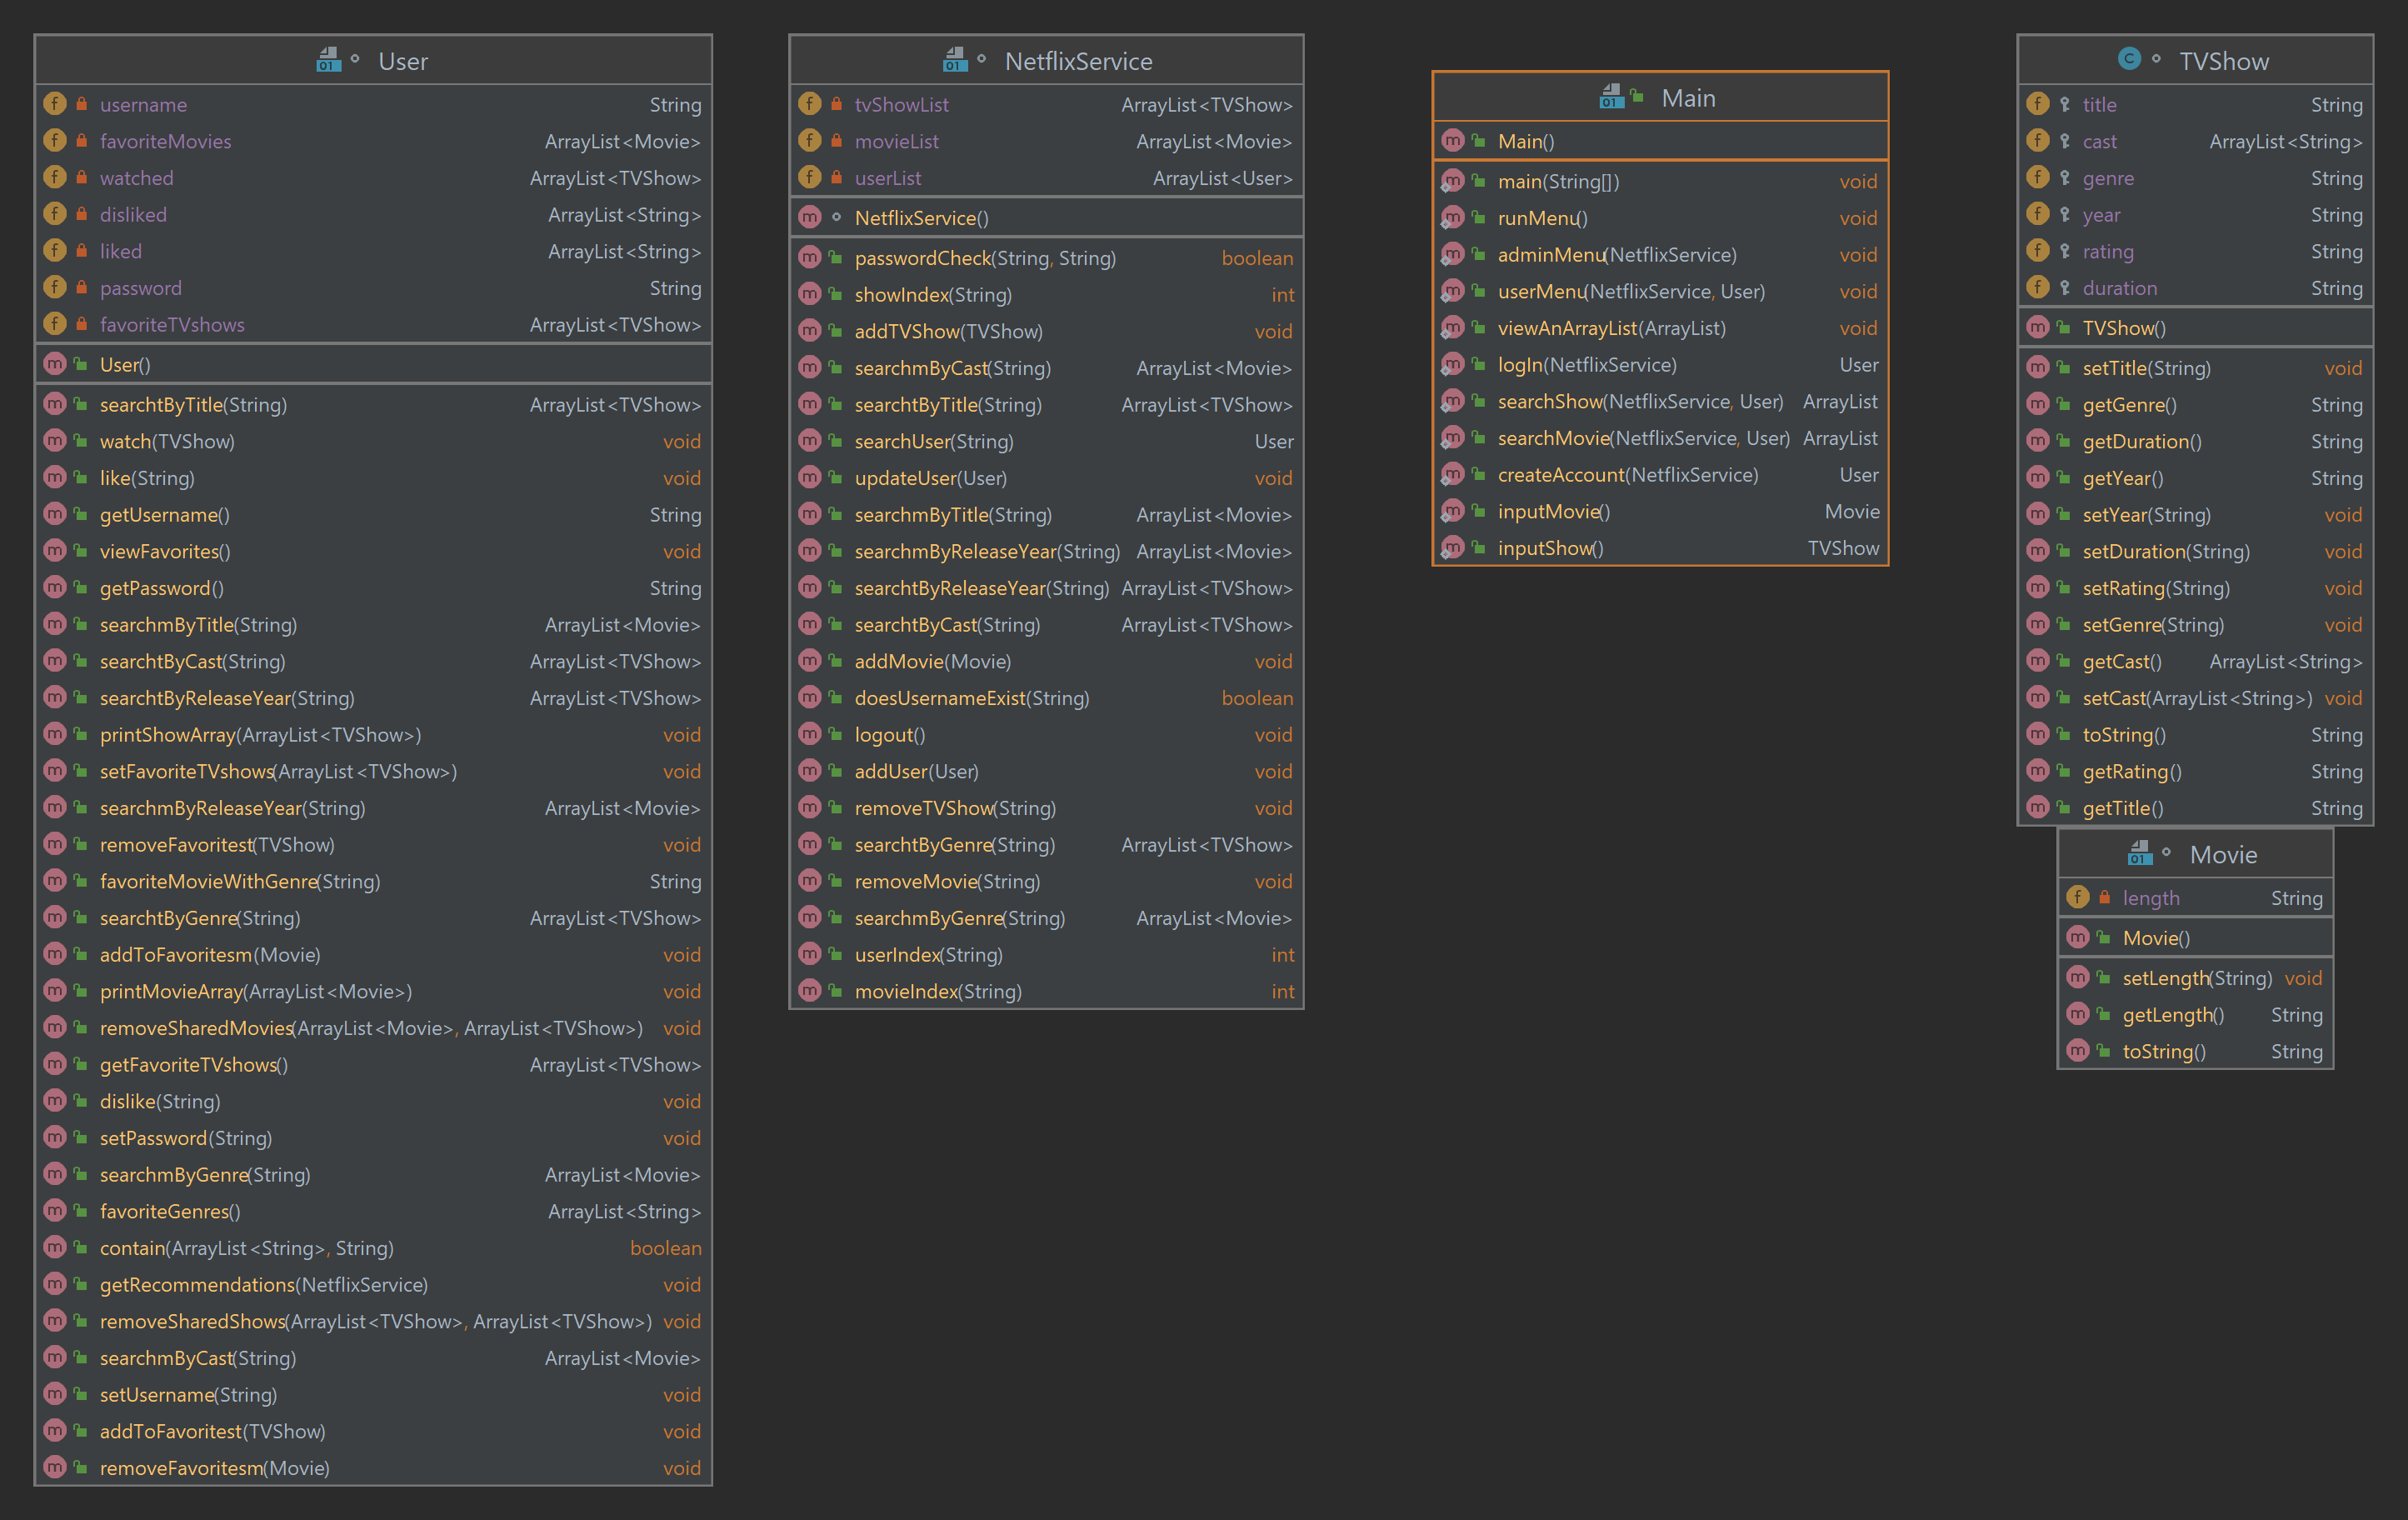 User
username String
favoriteMovies ArrayList<Movie>
watched ArrayList<TVShow>
disliked ArrayList<String>
liked ArrayList<String>
password String
favoriteTVshows ArrayList<TVShow>
User()
searchtByTitle(String) ArrayList<TVShow>
watch(TVShow) void
like(String) void
getUsername() String
viewFavorites() void
getPassword() String
searchmByTitle(String) ArrayList<Movie>
searchtByCast(String) ArrayList<TVShow>
searchtByReleaseYear(String) ArrayList<TVShow>
printShowArray(ArrayList<TVShow>) void
setFavoriteTVshows(ArrayList<TVShow>) void
searchmByReleaseYear(String) ArrayList<Movie>
removeFavoritest(TVShow) void
favoriteMovieWithGenre(String) String
searchtByGenre(String) ArrayList<TVShow>
addToFavoritesm(Movie) void
printMovieArray(ArrayList<Movie>) void
removeSharedMovies(ArrayList<Movie>, ArrayList<TVShow>) void
getFavoriteTVshows() ArrayList<TVShow>
dislike(String) void
setPassword(String) void
searchmByGenre(String) ArrayList<Movie>
favoriteGenres() ArrayList<String>
contain(ArrayList<String>, String) boolean
getRecommendations(NetflixService) void
removeSharedShows(ArrayList<TVShow>, ArrayList<TVShow>) void
searchmByCast(String) ArrayList<Movie>
setUsername(String) void
addToFavoritest(TVShow) void
removeFavoritesm(Movie) void
NetflixService
tvShowList ArrayList<TVShow>
movieList ArrayList<Movie>
userList ArrayList<User>
NetflixService()
passwordCheck(String, String) boolean
showIndex(String) int
addTVShow(TVShow) void
searchmByCast(String) ArrayList<Movie>
searchtByTitle(String) ArrayList<TVShow>
searchUser(String) User
updateUser(User) void
searchmByTitle(String) ArrayList<Movie>
searchmByReleaseYear(String) ArrayList<Movie>
searchtByReleaseYear(String) ArrayList<TVShow>
searchtByCast(String) ArrayList<TVShow>
addMovie(Movie) void
doesUsernameExist(String) boolean
logout() void
addUser(User) void
removeTVShow(String) void
searchtByGenre(String) ArrayList<TVShow>
removeMovie(String) void
searchmByGenre(String) ArrayList<Movie>
userIndex(String) int
movieIndex(String) int
Main
Main()
main(String[]) void
runMenu() void
adminMenu(NetflixService) void
userMenu(NetflixService, User) void
viewAnArrayList(ArrayList) void
logIn(NetflixService) User
searchShow(NetflixService, User) ArrayList
searchMovie(NetflixService, User) ArrayList
createAccount(NetflixService) User
inputMovie() Movie
inputShow() TVShow
TVShow
title String
cast ArrayList<String>
genre String
year String
rating String
duration String
TVShow()
setTitle(String) void
getGenre() String
getDuration() String
getYear() String
setYear(String) void
setDuration(String) void
setRating(String) void
setGenre(String) void
getCast() ArrayList<String>
setCast(ArrayList<String>) void
toString() String
getRating() String
getTitle() String
Movie
length String
Movie()
setLength(String) void
getLength() String
toString() String